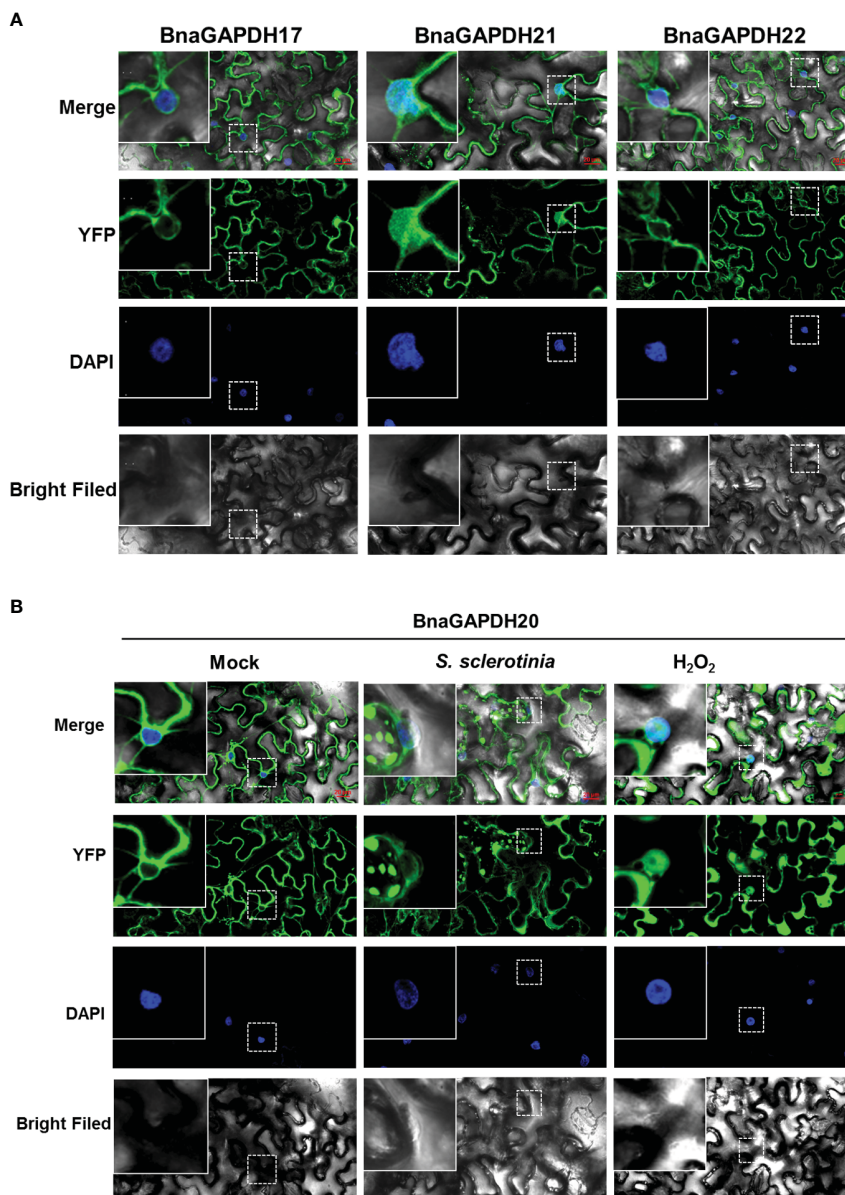 A
BnaGAPDH17 BnaGAPDH21 BnaGAPDH22
Merge
YFP
DAPI
Bright Filed
B
BnaGAPDH20
Mock S. sclerotinia H₂O₂
Merge
YFP
DAPI
Bright Filed